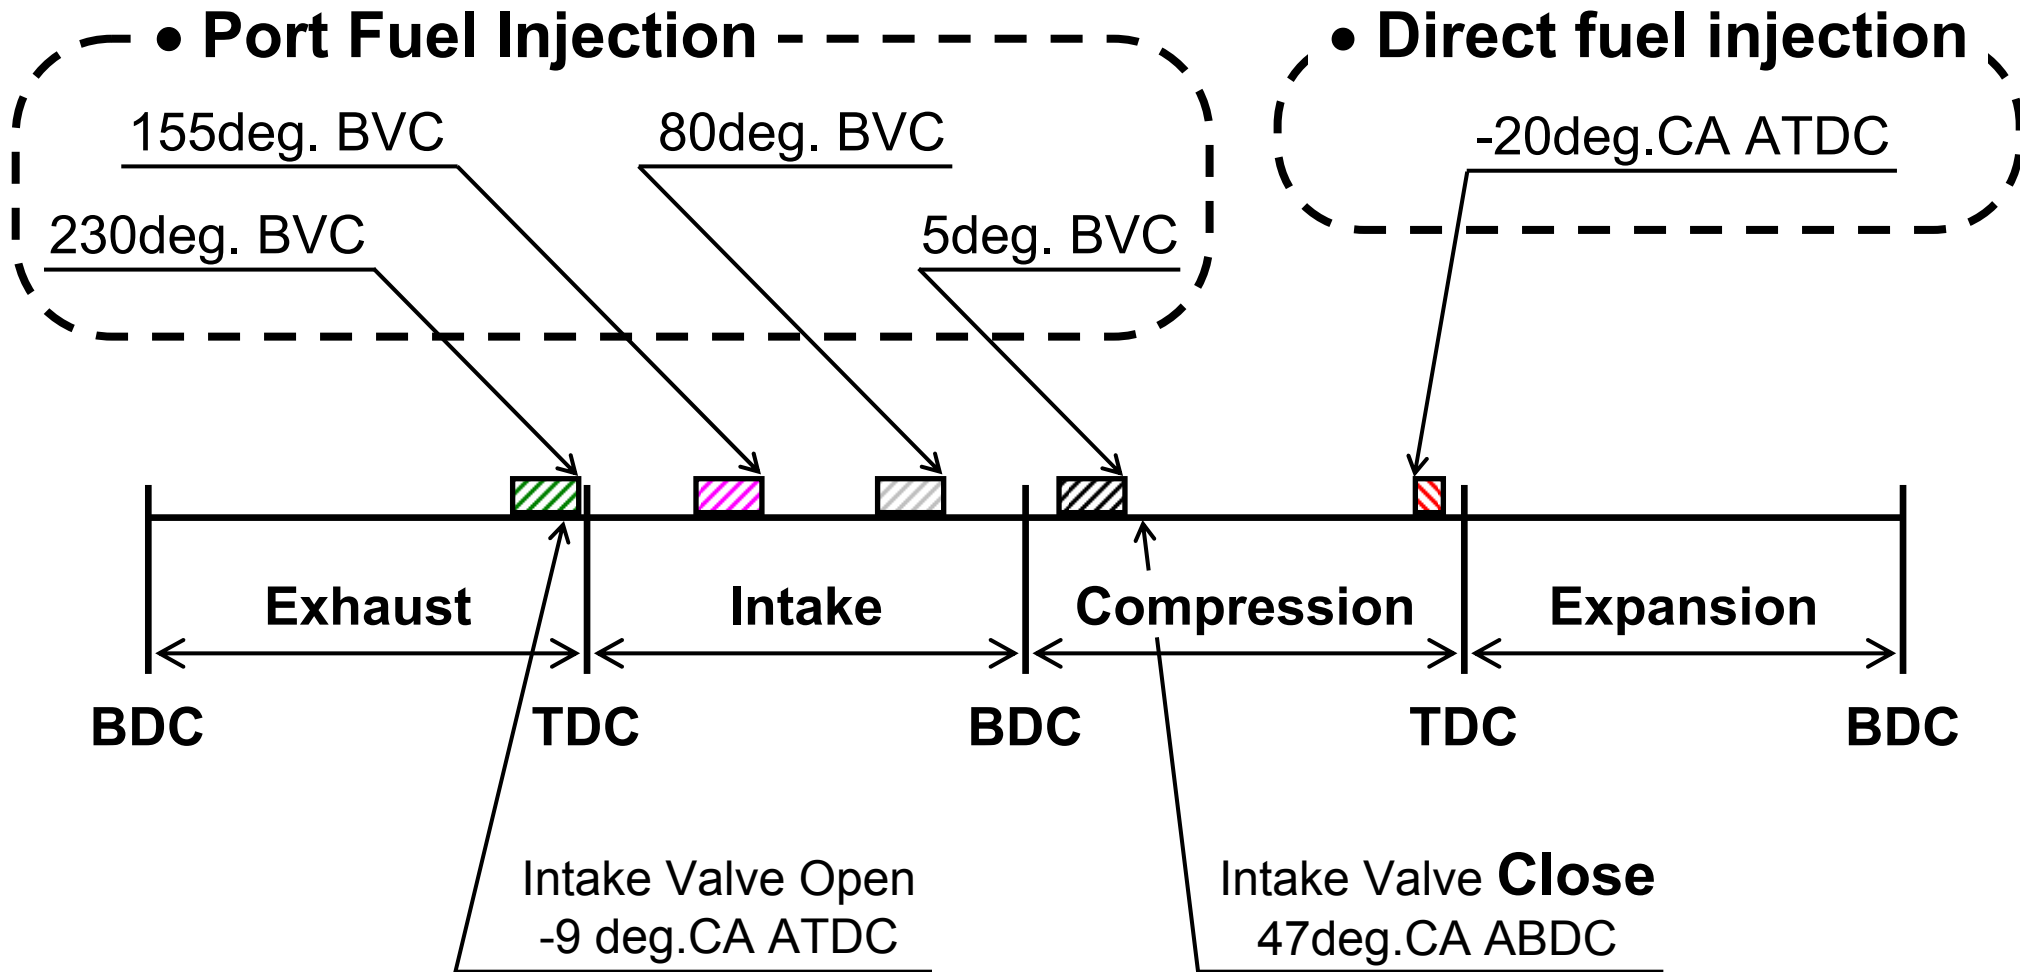 • Port Fuel Injection
• Direct fuel injection
155deg. BVC
80deg. BVC
-20deg.CA ATDC
230deg. BVC
5deg. BVC
Exhaust
Intake
Compression
Expansion
BDC
TDC
BDC
TDC
BDC
Intake Valve Open
-9 deg.CA ATDC
Intake Valve Close
47deg.CA ABDC